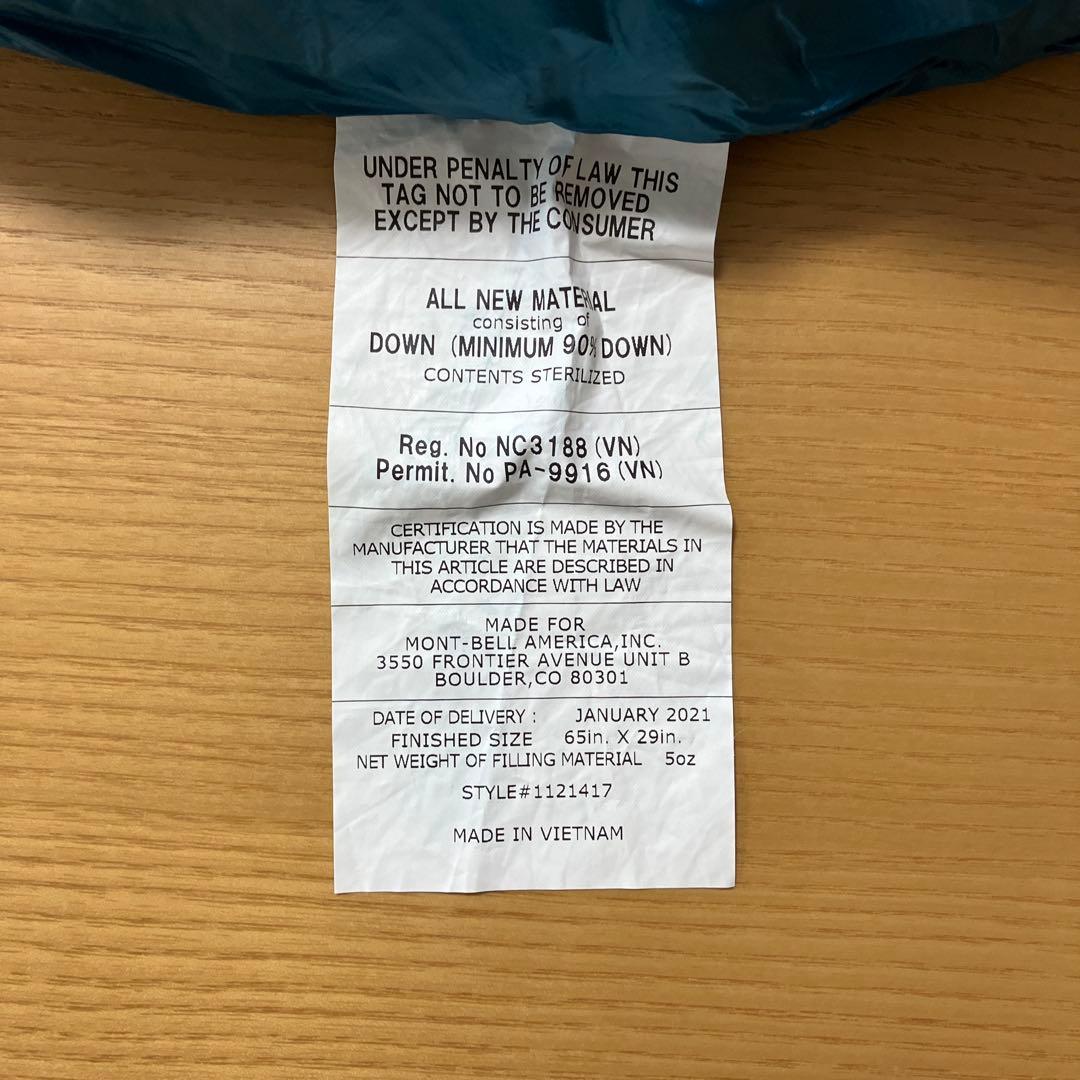 UNDER PENALTY OF LAW THIS
TAG NOT TO BE REMOVED
EXCEPT BY THE CONSUMER
ALL NEW MATERIAL
consisting of
DOWN (MINIMUM 90% DOWN)
CONTENTS STERILIZED
Reg. No NC3188 (VN)
Permit. No PA-9916 (VN)
CERTIFICATION IS MADE BY THE
MANUFACTURER THAT THE MATERIALS IN
THIS ARTICLE ARE DESCRIBED IN
ACCORDANCE WITH LAW
MADE FOR
MONT-BELL AMERICA,INC.
3550 FRONTIER AVENUE UNIT B
BOULDER,CO 80301
DATE OF DELIVERY : JANUARY 2021
FINISHED SIZE 65in. X 29in.
NET WEIGHT OF FILLING MATERIAL 5oz
STYLE#1121417
MADE IN VIETNAM